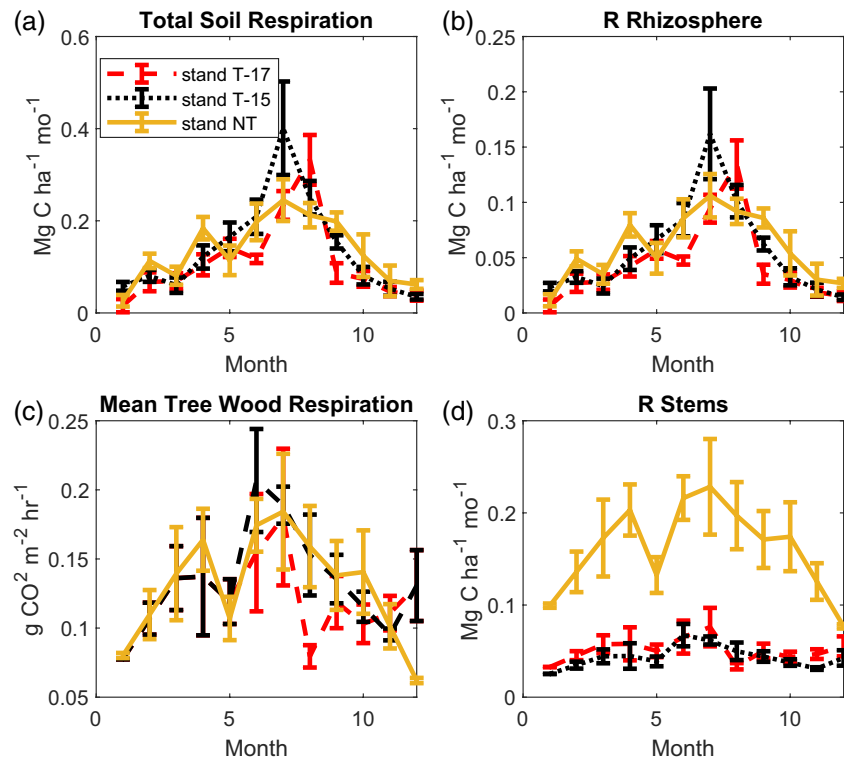 (a) Total Soil Respiration
Mg C ha⁻¹ mo⁻¹
0.6
0.4
0.2
0
stand T-17
stand T-15
stand NT
0 5 10
Month
(b) R Rhizosphere
Mg C ha⁻¹ mo⁻¹
0.25
0.2
0.15
0.1
0.05
0
0 5 10
Month
(c) Mean Tree Wood Respiration
g CO² m⁻² hr⁻¹
0.25
0.2
0.15
0.1
0.05
0 5 10
Month
(d) R Stems
Mg C ha⁻¹ mo⁻¹
0.3
0.2
0.1
0
0 5 10
Month